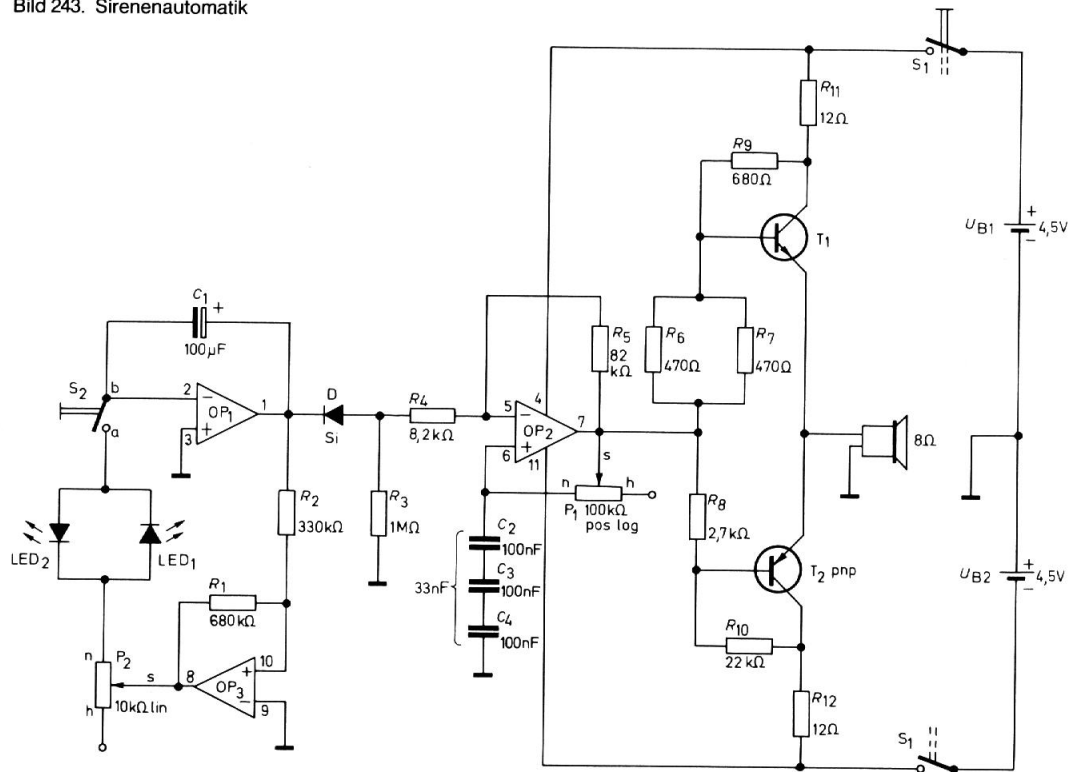 Bild 243. Sirenenautomatik
S1
R11
12Ω
R9
680Ω
T1
UB1
+
4,5V
−
C1
+
100µF
R6
470Ω
R7
470Ω
R5
82
kΩ
S2
b
a
2
−
OP1
1
3
+
D
Si
R4
8,2kΩ
5
−
4
OP2
7
6
+
11
s
n
h
P1
100kΩ
pos log
8Ω
R2
330kΩ
R3
1MΩ
LED2
LED1
C2
100nF
33nF
C3
100nF
C4
100nF
R8
2,7kΩ
T2 pnp
UB2
+
4,5V
−
R1
680kΩ
R10
22kΩ
n
P2
s
8
OP3
10
+
−
9
h
10kΩ lin
R12
12Ω
S1